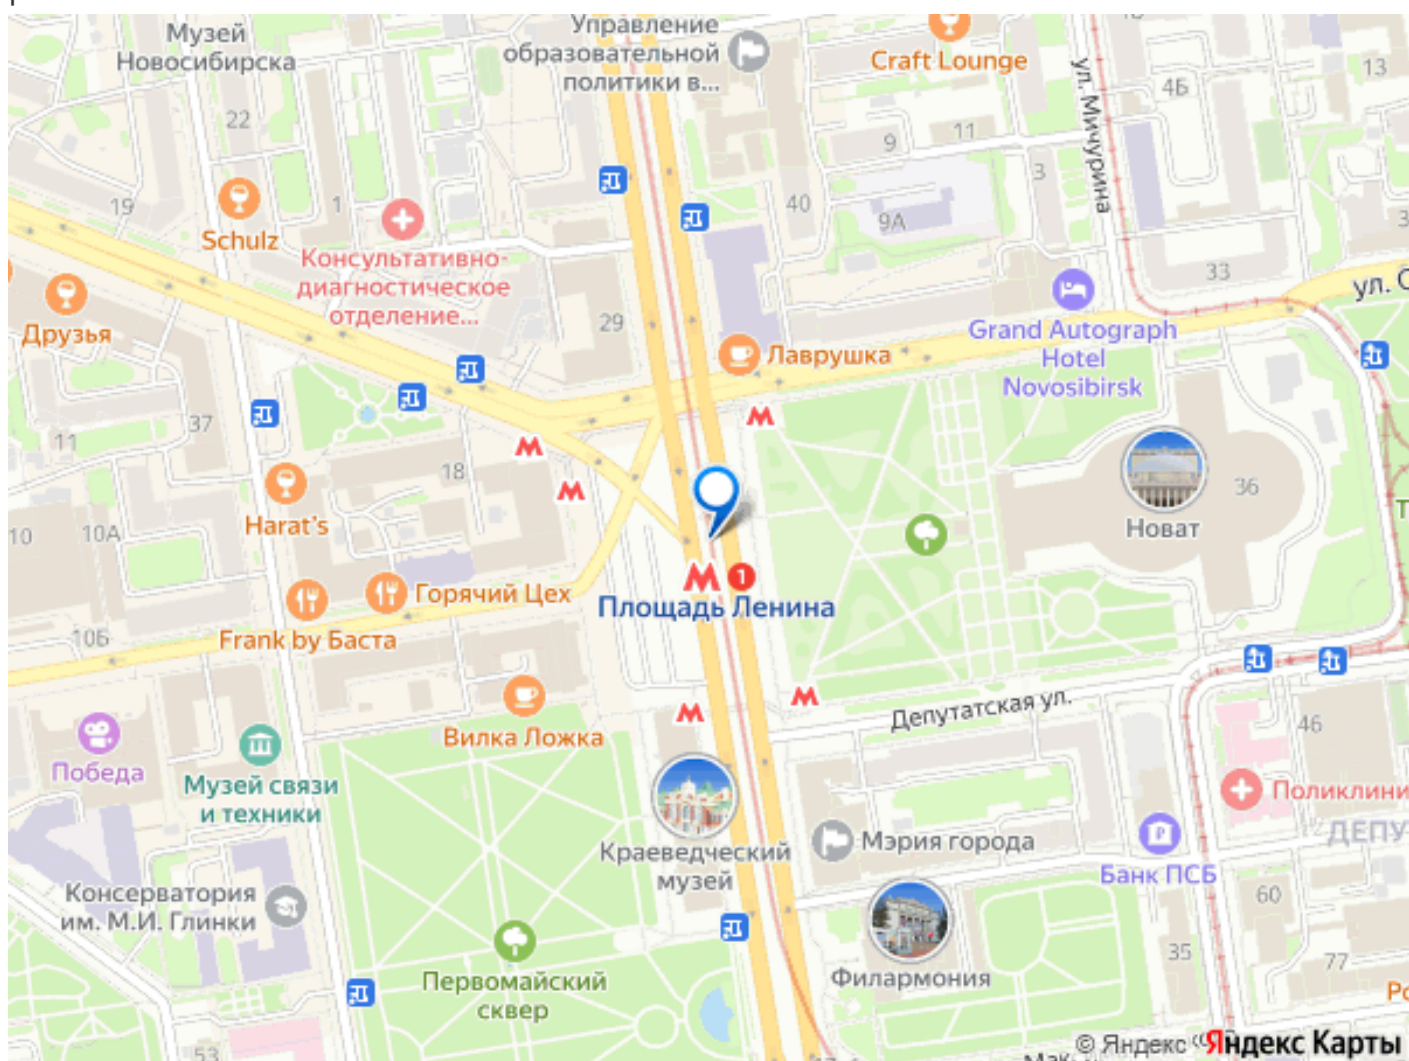 Музей
Новосибирска
Управление
образовательной
политики в...
Craft Lounge
13
4Б
ул. Мичурина
22
9
11
3
19
1
40
9А
Schulz
Консультативно-
диагностическое
отделение...
33
ул. С
Друзья
29
Grand Autograph
Hotel
Novosibirsk
Лаврушка
37
11
18
36
Harat's
Новат
10
10А
1
Горячий Цех
Площадь Ленина
10Б
Frank by Баста
Депутатская ул.
46
Вилка Ложка
Победа
Музей связи
и техники
Поликлини
ДЕПУ
Мэрия города
Краеведческий
музей
Банк ПСБ
60
Консерватория
им. М.И. Глинки
35
77
Филармония
Первомайский
сквер
53
© Яндекс
Яндекс Карты